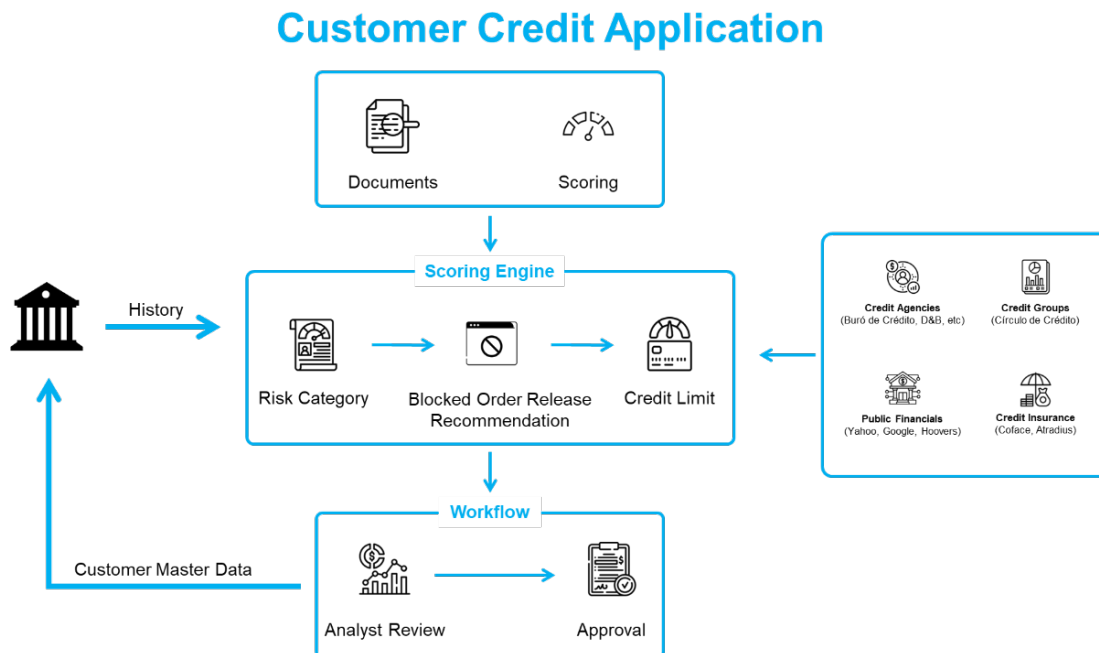 Customer Credit Application
Documents
Scoring
Scoring Engine
History
Risk Category
Blocked Order Release
Recommendation
Credit Limit
Credit Agencies
(Buró de Crédito, D&B, etc)
Credit Groups
(Círculo de Crédito)
Public Financials
(Yahoo, Google, Hoovers)
Credit Insurance
(Coface, Atradius)
Workflow
Customer Master Data
Analyst Review
Approval